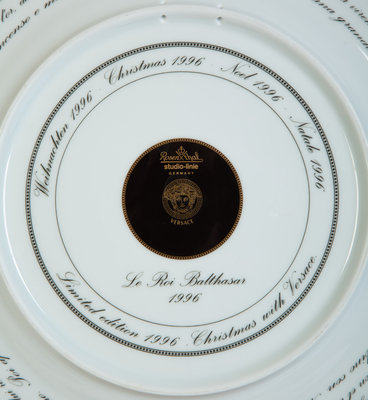 Weihnachten 1996 . Christmas 1996 . Noel 1996 . Natale 1996
Rosenthal
studio-linie
GERMANY
VERSACE
Le Roi Balthasar
1996
Limited edition 1996 . Christmas with Versace